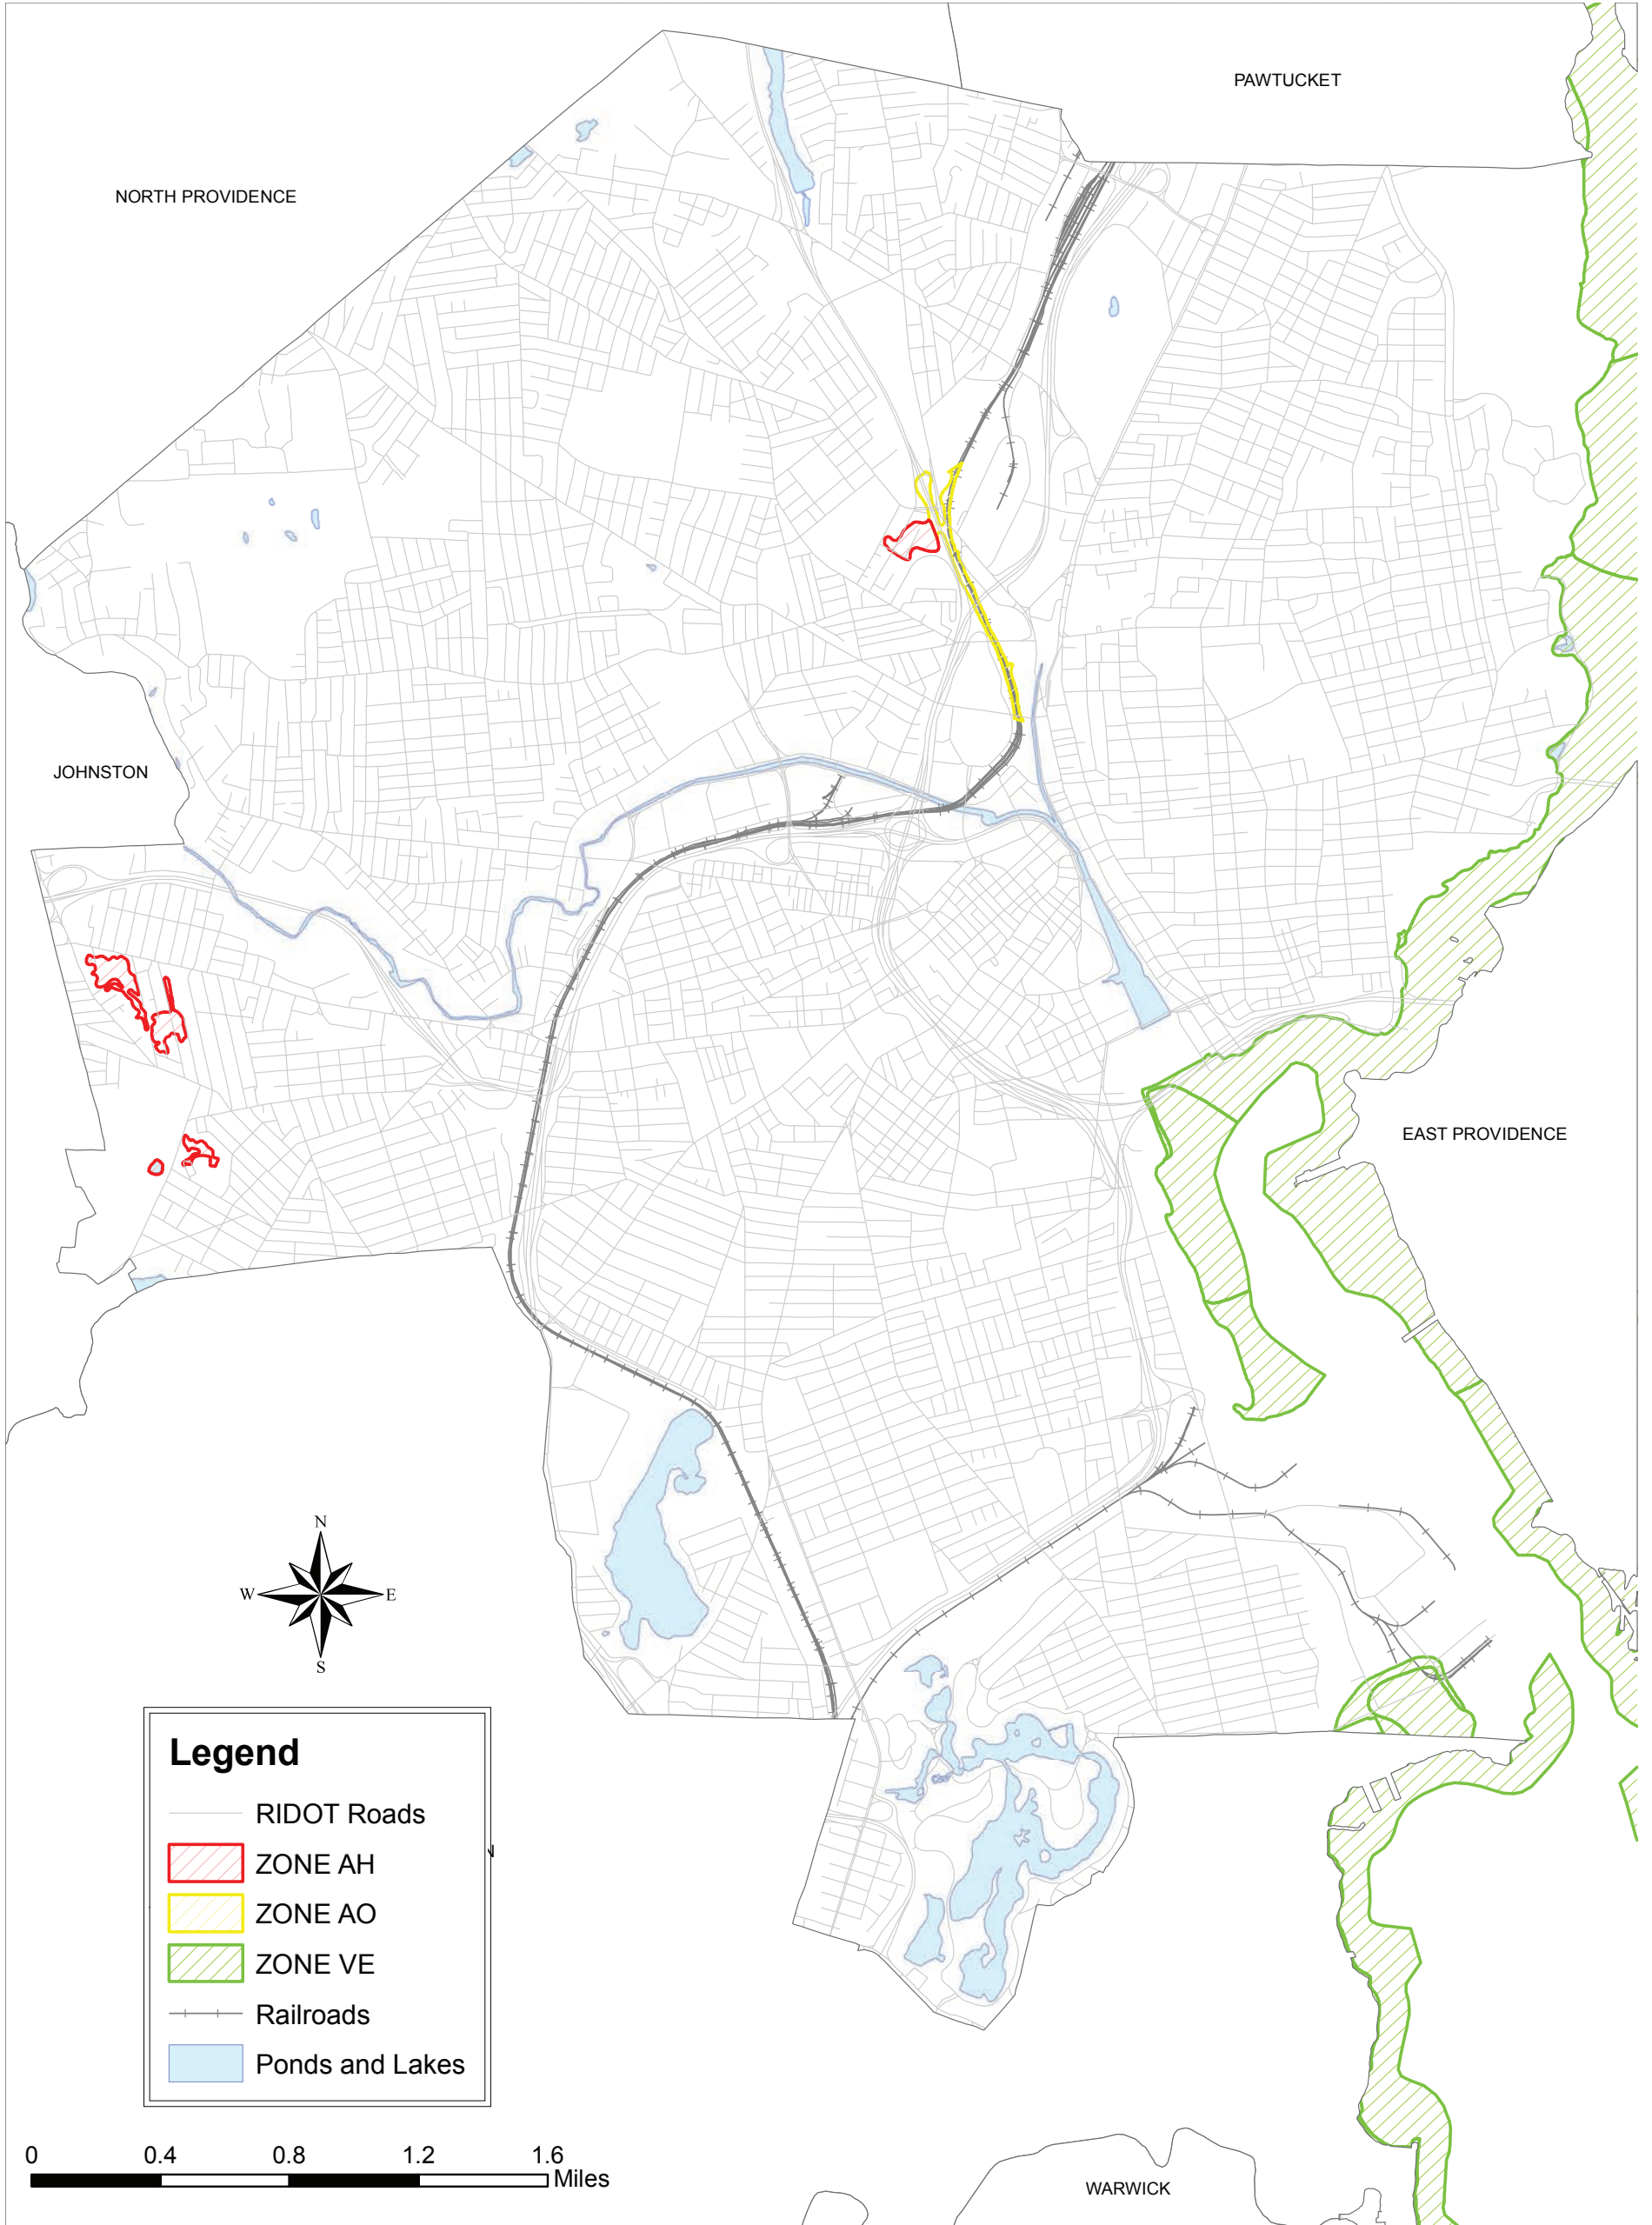 PAWTUCKET
NORTH PROVIDENCE
JOHNSTON
EAST PROVIDENCE
N
W E
S
Legend
RIDOT Roads
ZONE AH
N
ZONE AO
ZONE VE
Railroads
Ponds and Lakes
0 0.4 0.8 1.2 1.6
Miles
WARWICK